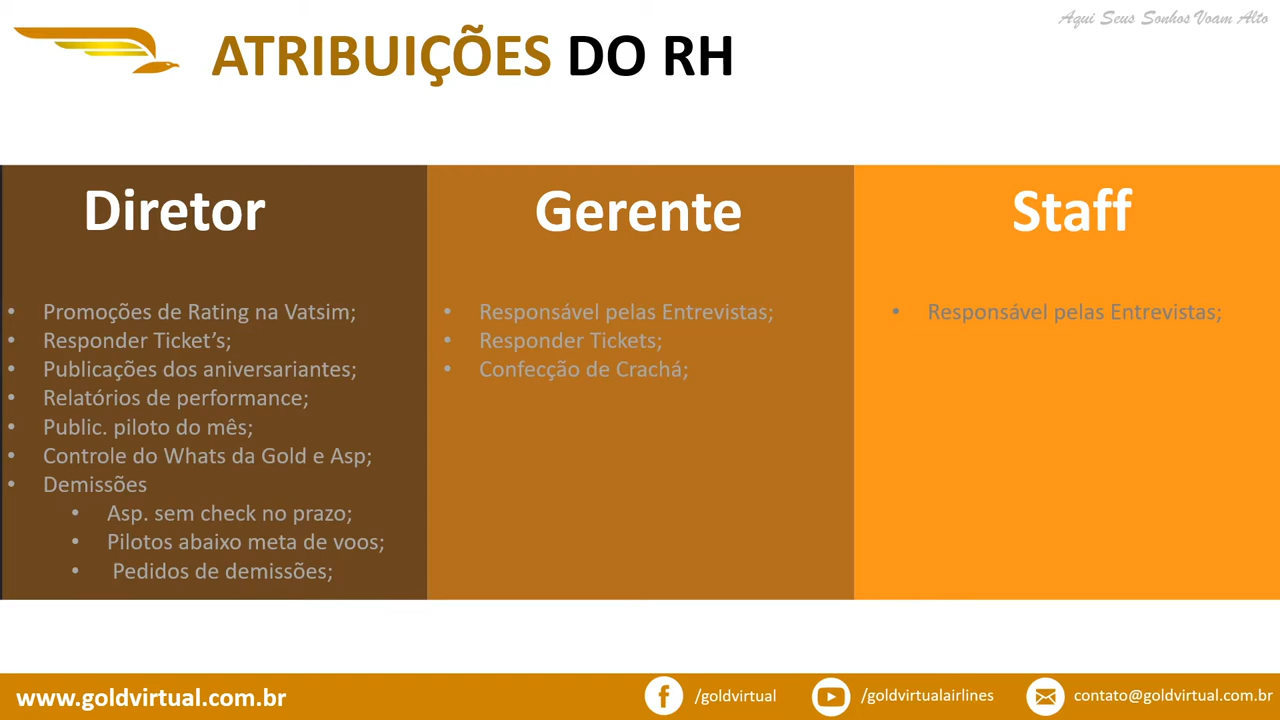 Aqui Seus Sonhos Voam Alto
ATRIBUIÇÕES DO RH
Diretor
• Promoções de Rating na Vatsim;
• Responder Ticket’s;
• Publicações dos aniversariantes;
• Relatórios de performance;
• Public. piloto do mês;
• Controle do Whats da Gold e Asp;
• Demissões
• Asp. sem check no prazo;
• Pilotos abaixo meta de voos;
• Pedidos de demissões;
Gerente
• Responsável pelas Entrevistas;
• Responder Tickets;
• Confecção de Crachá;
Staff
• Responsável pelas Entrevistas;
www.goldvirtual.com.br
/goldvirtual
/goldvirtualairlines
contato@goldvirtual.com.br